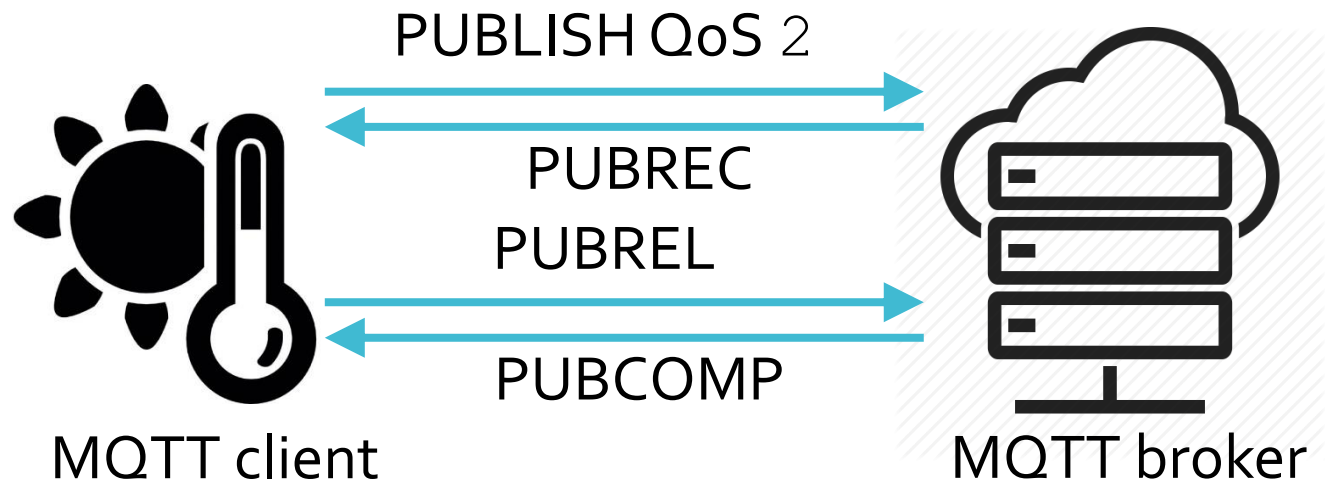 PUBLISH QoS 2
PUBREC
PUBREL
PUBCOMP
MQTT client
MQTT broker